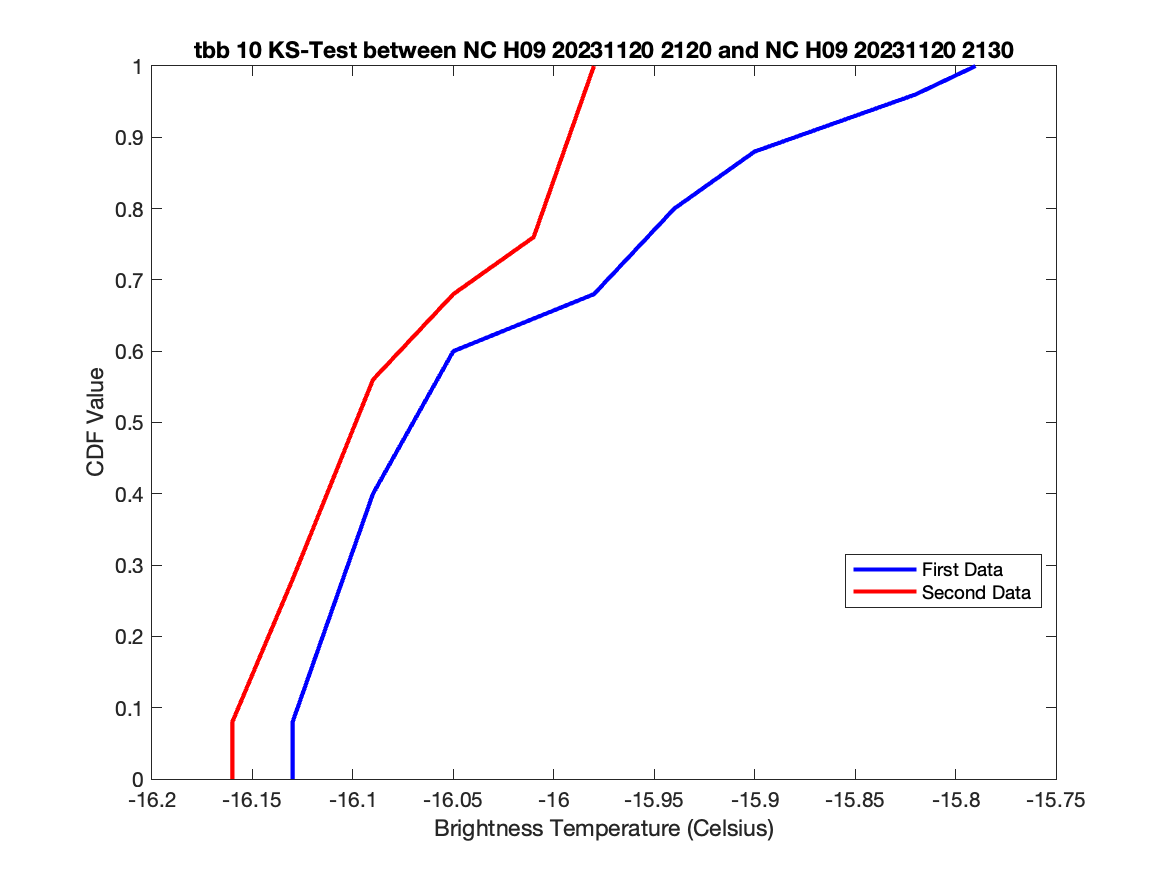 tbb 10 KS-Test between NC H09 20231120 2120 and NC H09 20231120 2130
1
0.9
0.8
0.7
0.6
0.5
0.4
0.3
0.2
0.1
0
CDF Value
First Data
Second Data
-16.2 -16.15 -16.1 -16.05 -16 -15.95 -15.9 -15.85 -15.8 -15.75
Brightness Temperature (Celsius)